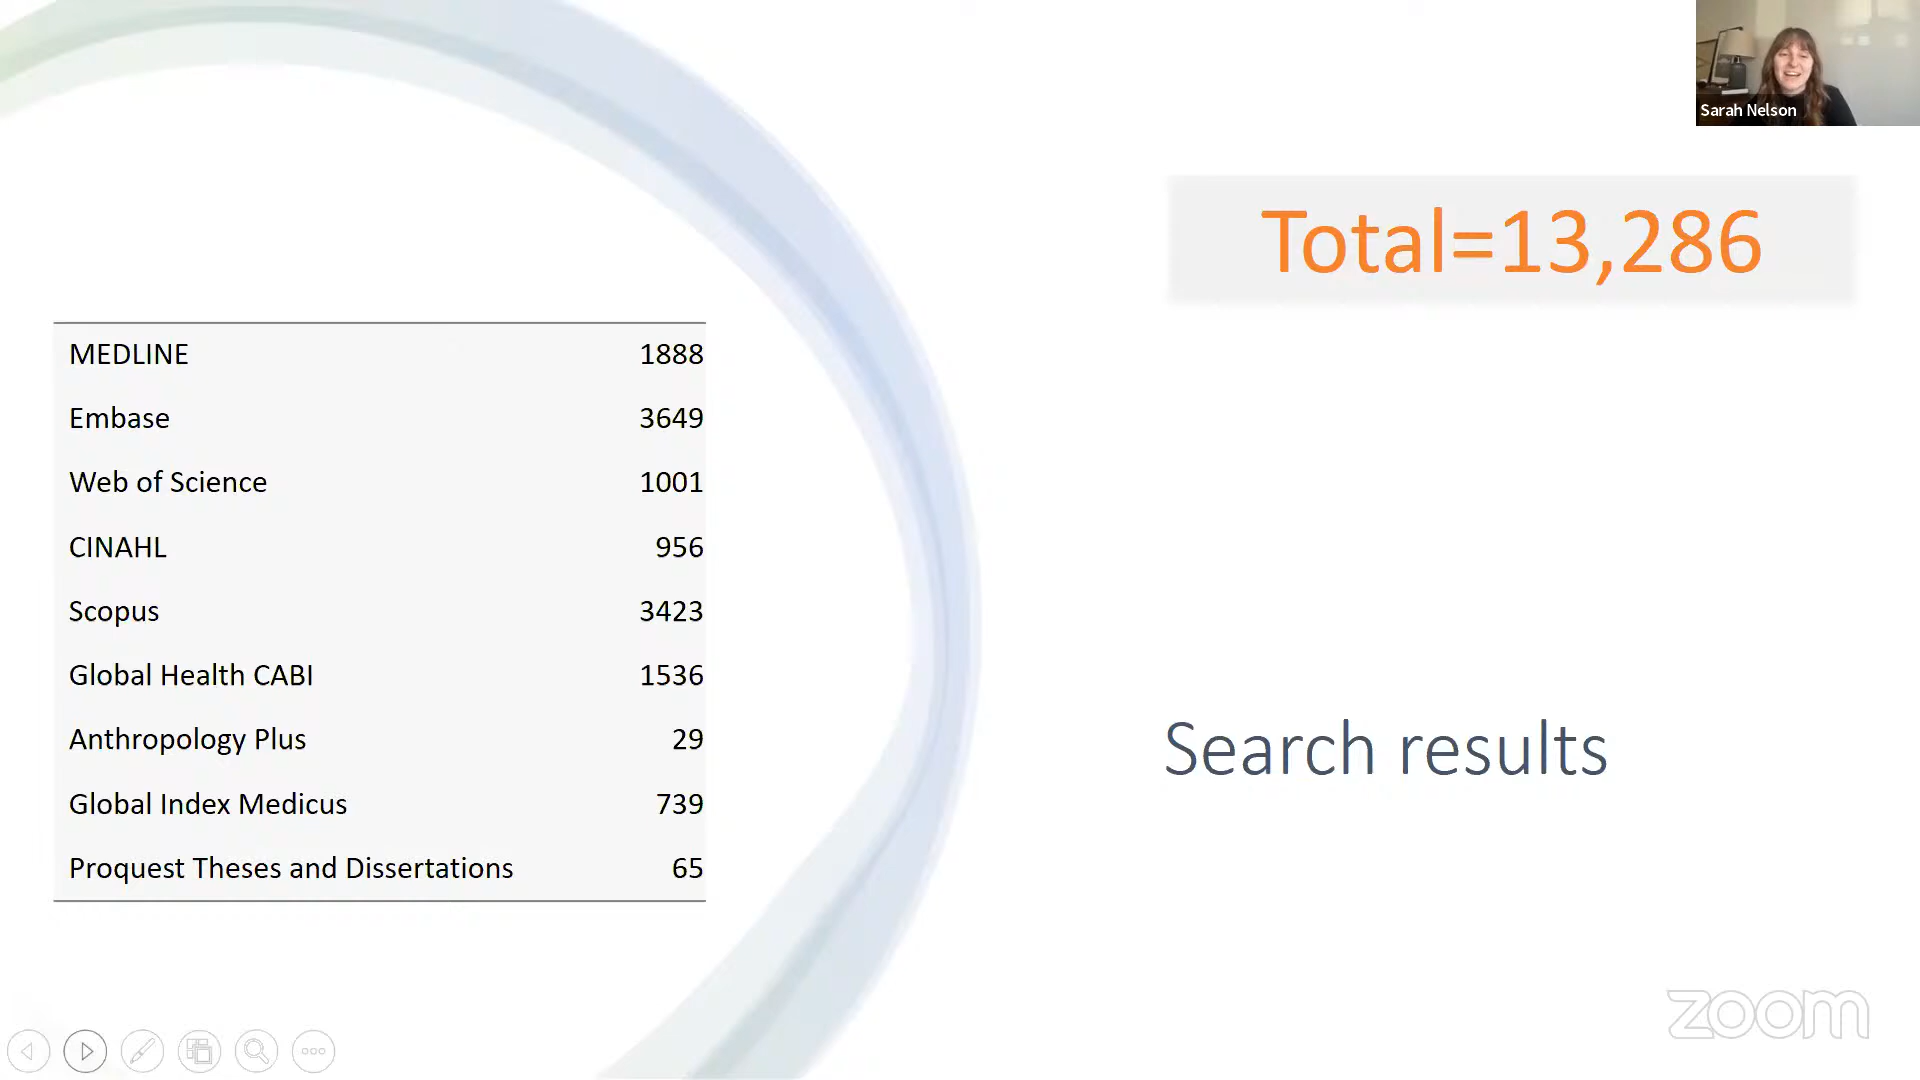 Sarah Nelson
Total=13,286
MEDLINE 1888
Embase 3649
Web of Science 1001
CINAHL 956
Scopus 3423
Global Health CABI 1536
Anthropology Plus 29
Global Index Medicus 739
Proquest Theses and Dissertations 65
Search results
zoom